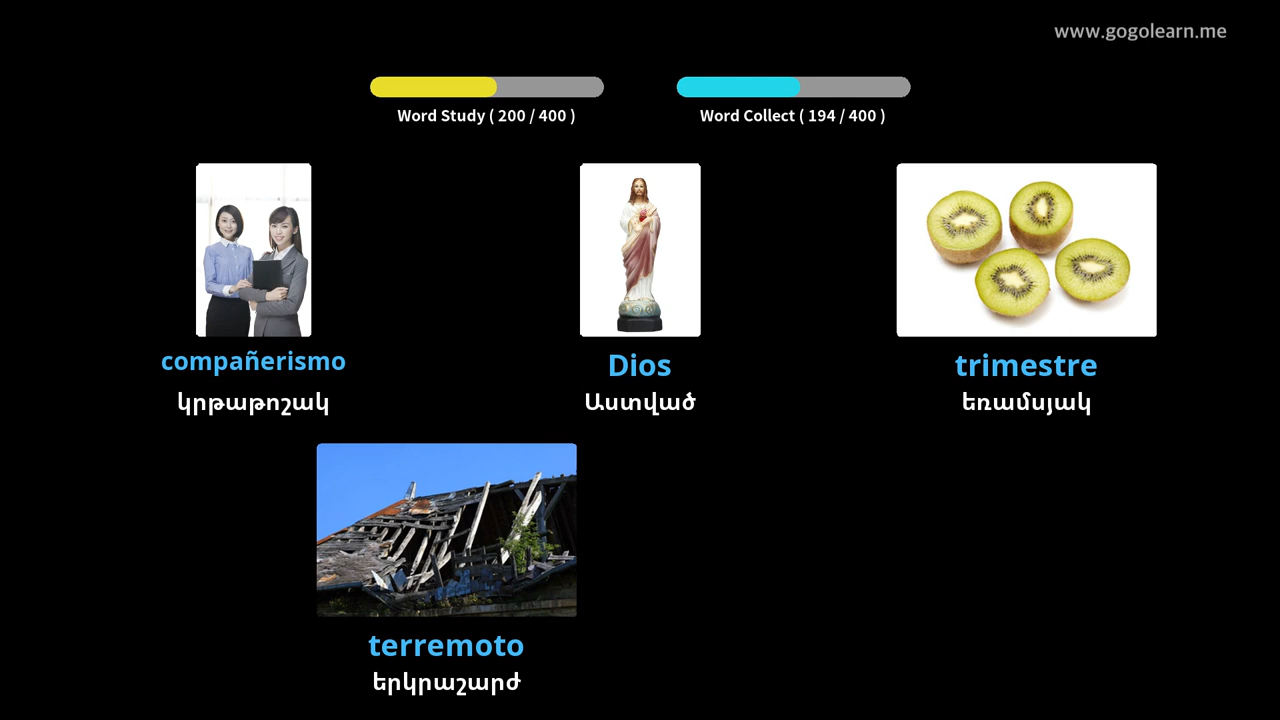 www.gogolearn.me
Word Study ( 200 / 400 )
Word Collect ( 194 / 400 )
compañerismo
կրթաթոշակ
Dios
Աստված
trimestre
եռամսյակ
terremoto
երկրաշարժ